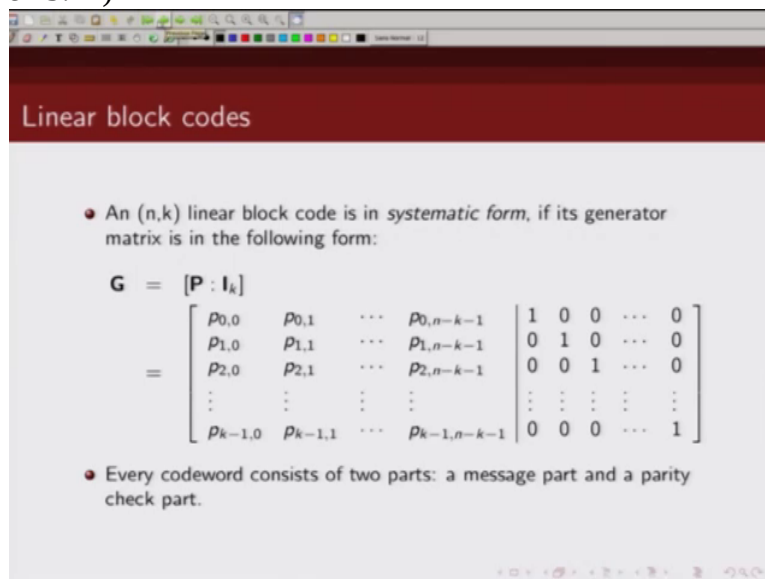 Linear block codes
An (n,k) linear block code is in systematic form, if its generator
matrix is in the following form:
G = [P : I_k]
= [ p_{0,0} p_{0,1} ⋯ p_{0,n−k−1} | 1 0 0 ⋯ 0
p_{1,0} p_{1,1} ⋯ p_{1,n−k−1} | 0 1 0 ⋯ 0
p_{2,0} p_{2,1} ⋯ p_{2,n−k−1} | 0 0 1 ⋯ 0
⋮ ⋮ ⋮ ⋮ | ⋮ ⋮ ⋮ ⋮ ⋮
p_{k−1,0} p_{k−1,1} ⋯ p_{k−1,n−k−1} | 0 0 0 ⋯ 1 ]
Every codeword consists of two parts: a message part and a parity
check part.